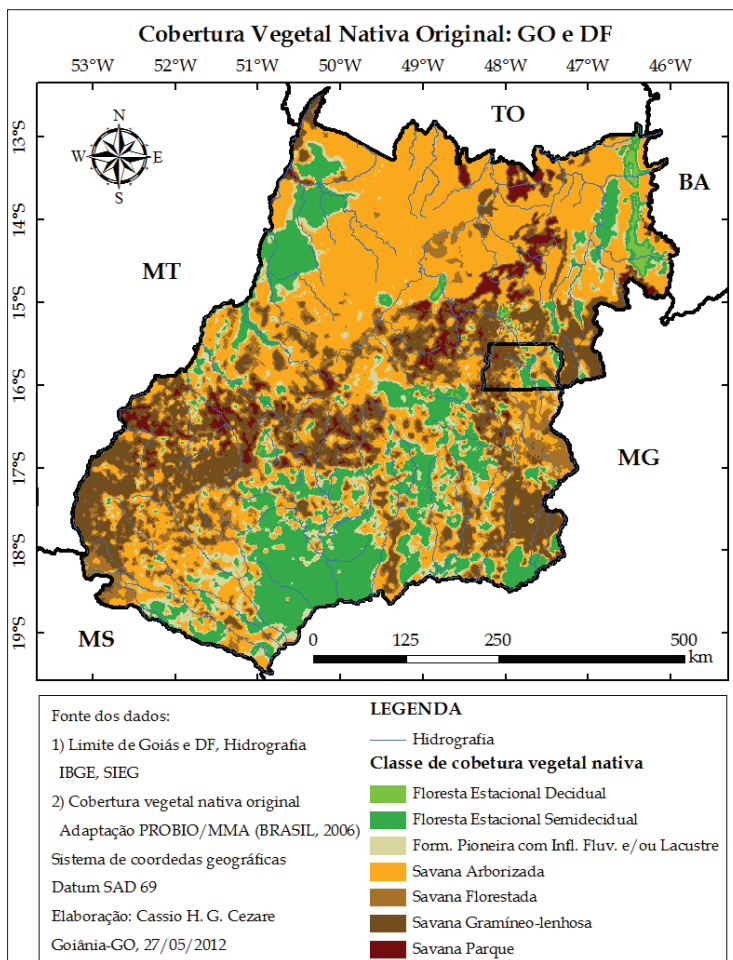 Cobertura Vegetal Nativa Original: GO e DF
53°W 52°W 51°W 50°W 49°W 48°W 47°W 46°W
N
W E
S
TO
BA
MT
MG
MS
13°S
14°S
15°S
16°S
17°S
18°S
19°S
0 125 250 500
km
Fonte dos dados:
1) Limite de Goiás e DF, Hidrografia
IBGE, SIEG
2) Cobertura vegetal nativa original
Adaptação PROBIO/MMA (BRASIL, 2006)
Sistema de coordedas geográficas
Datum SAD 69
Elaboração: Cassio H. G. Cezare
Goiânia-GO, 27/05/2012
LEGENDA
Hidrografia
Classe de cobetura vegetal nativa
Floresta Estacional Decidual
Floresta Estacional Semidecidual
Form. Pioneira com Infl. Fluv. e/ou Lacustre
Savana Arborizada
Savana Florestada
Savana Gramíneo-lenhosa
Savana Parque